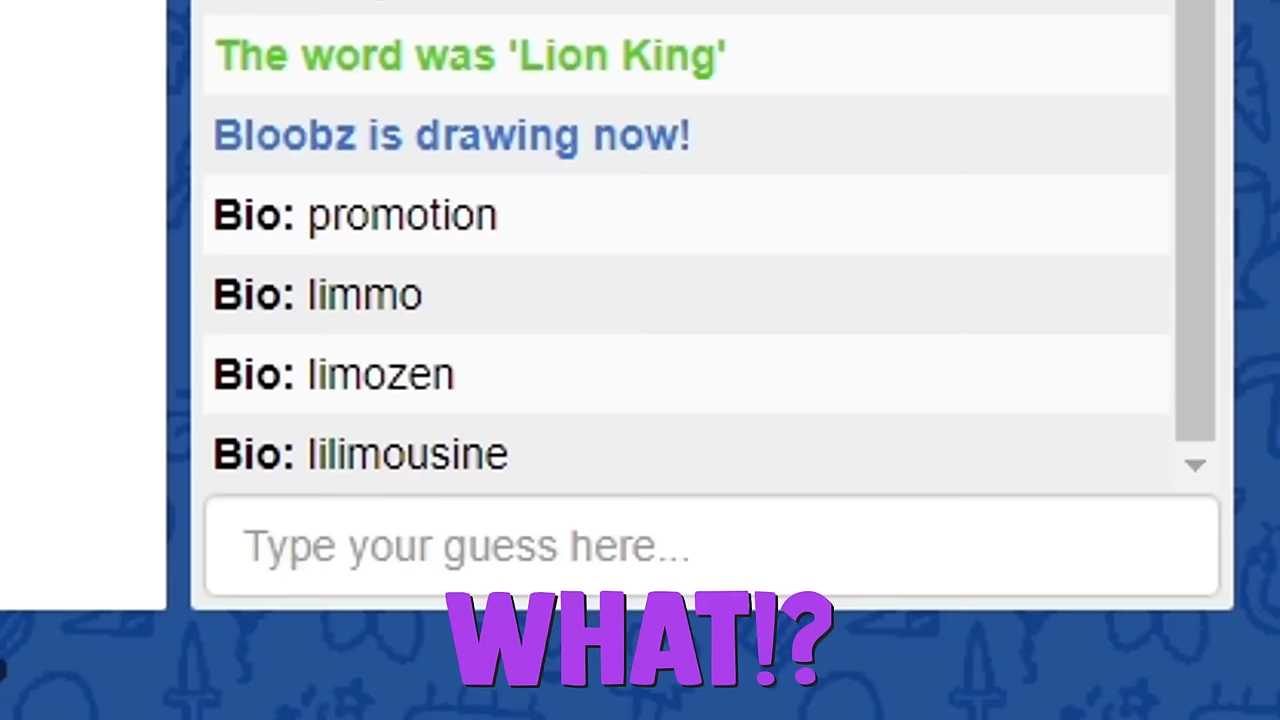 The word was 'Lion King'
Bloobz is drawing now!
Bio: promotion
Bio: limmo
Bio: limozen
Bio: lilimousine
Type your guess here...
WHAT!?